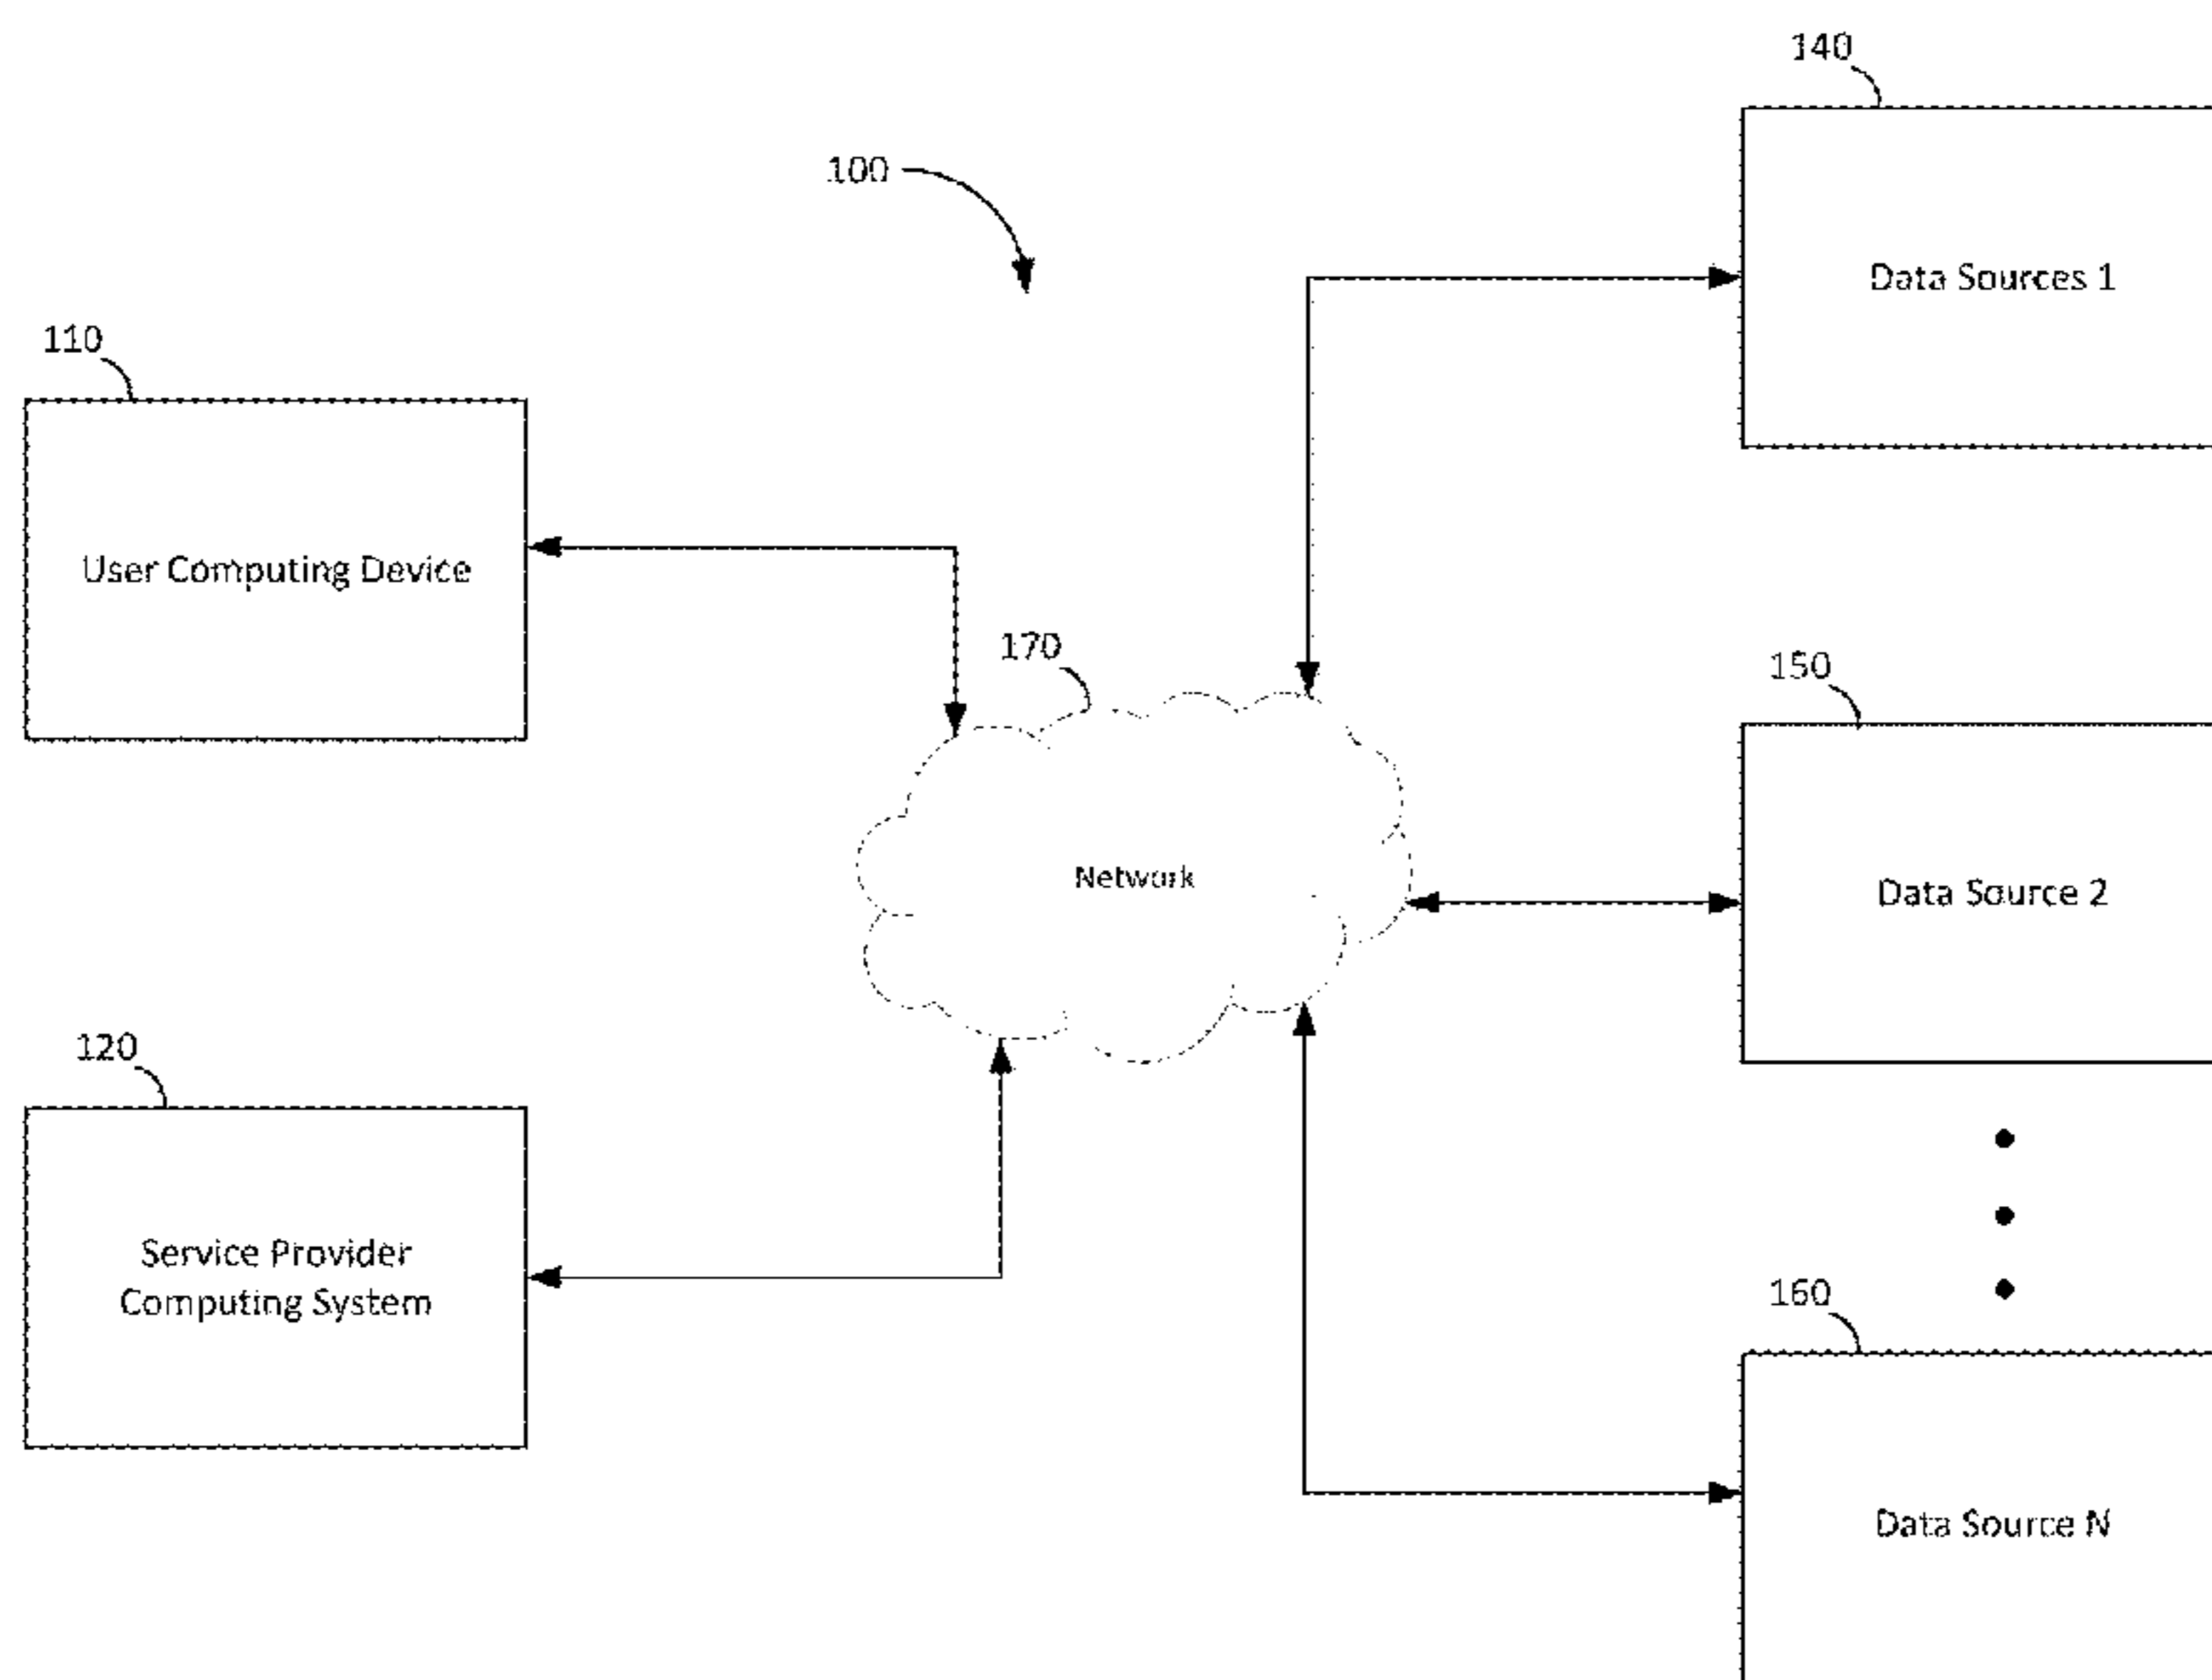 140
100
Data Sources 1
110
User Computing Device
170
150
Network
Data Source 2
120
Service Provider
Computing System
160
Data Source N